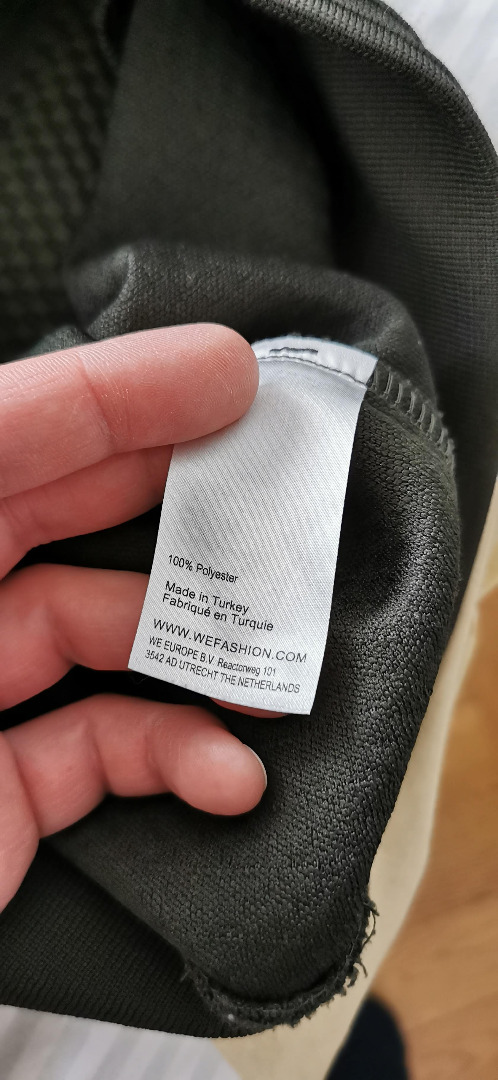 100% Polyester
Made in Turkey
Fabriqué en Turquie
WWW.WEFASHION.COM
WE EUROPE B.V. Reactorweg 101
3542 AD UTRECHT THE NETHERLANDS